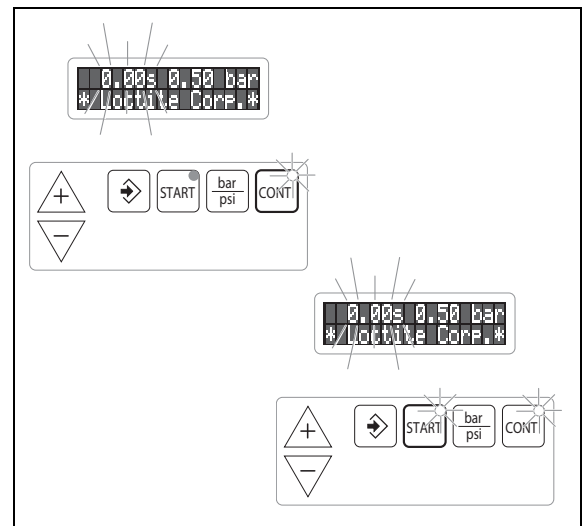 0.00s 0.50 bar
* Loctite Corp.*
+ START bar psi CONT
−
0.00s 0.50 bar
* Loctite Corp.*
+ START bar psi CONT
−